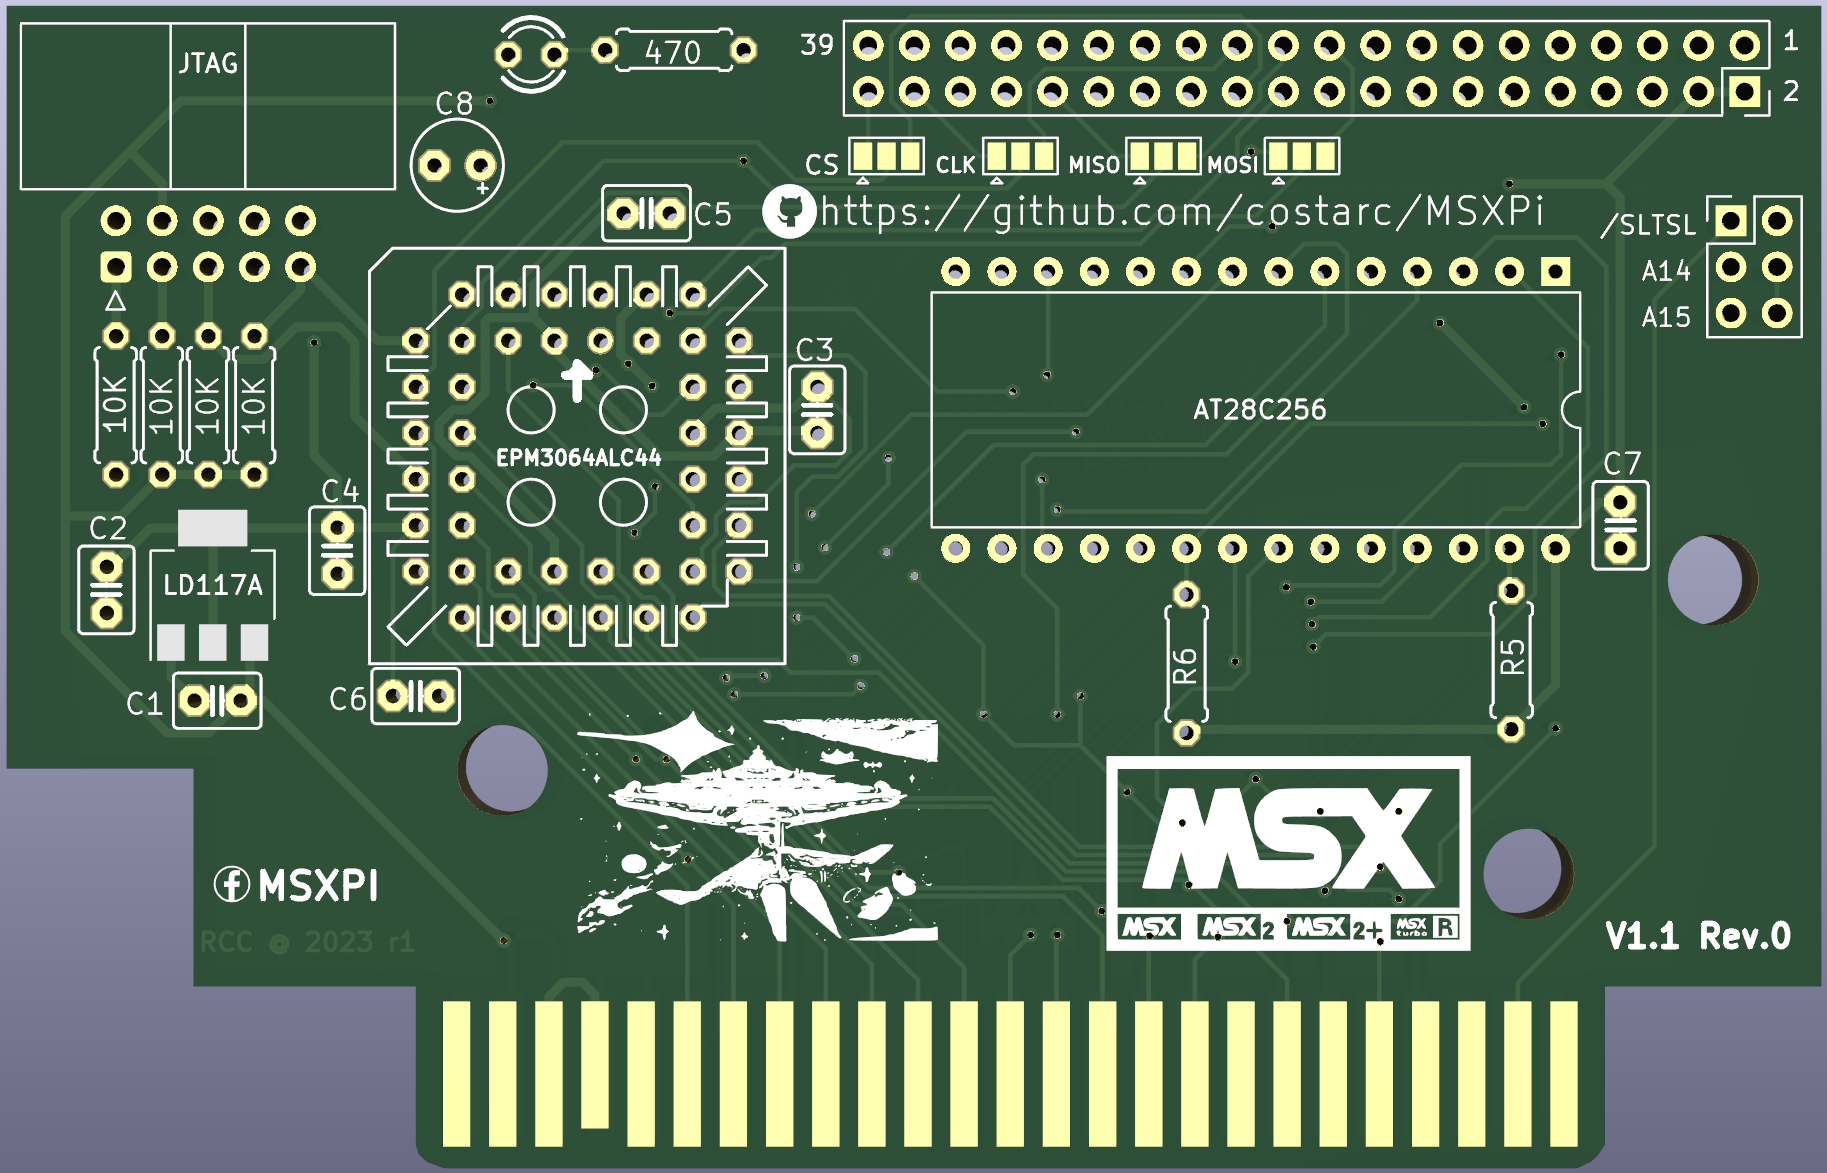 39
1
JTAG
470
2
C8
CS
CLK
MISO
MOSI
C5
https://github.com/costarc/MSXPi
/SLTSL
A14
A15
C3
10K
10K
10K
10K
AT28C256
EPM3064ALC44
C7
C4
C2
LD117A
R6
R5
C1
C6
MSX
MSXPI
MSX
MSX 2
MSX 2+
MSX turbo R
RCC @ 2023 r1
V1.1 Rev.0